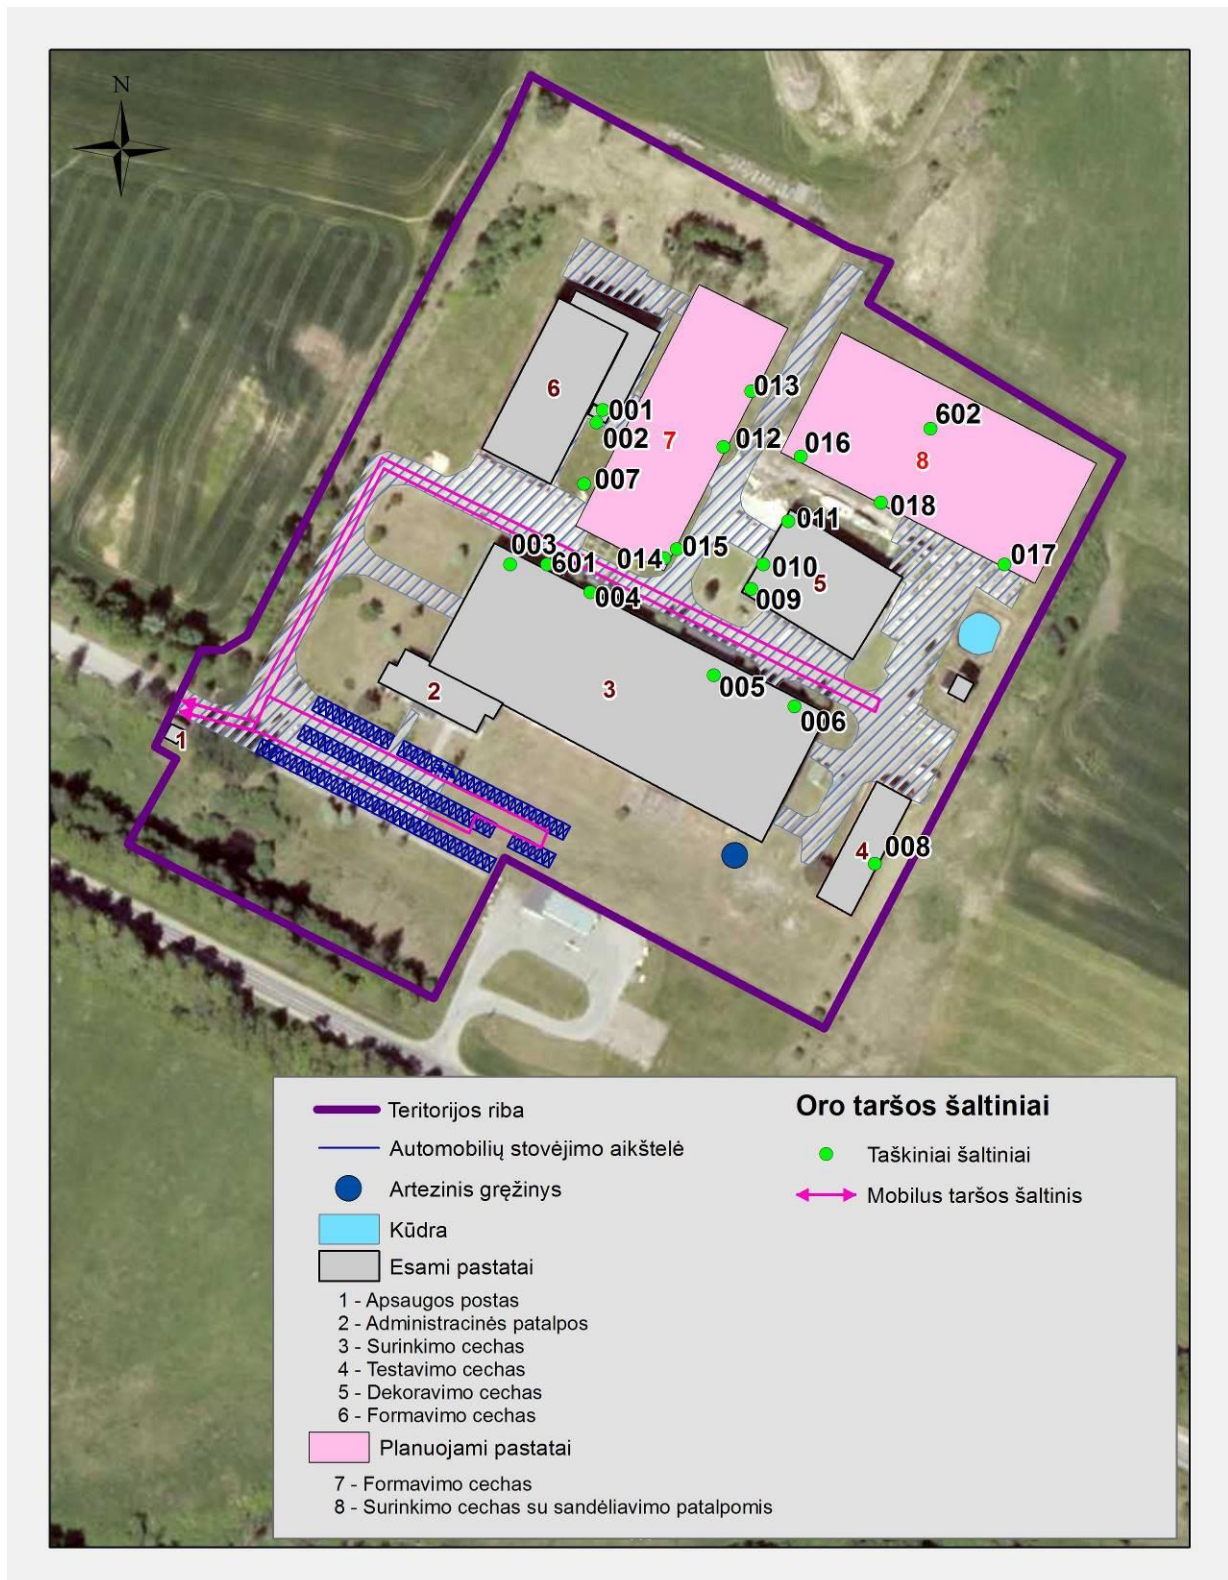 N
013
001
602
6
002
7
012
016
8
007
018
011
003
015
014
017
601
010
5
004
009
3
005
2
006
1
008
4
Teritorijos riba
Automobilių stovėjimo aikštelė
Artezinis gręžinys
Kūdra
Esami pastatai
1 - Apsaugos postas
2 - Administracinės patalpos
3 - Surinkimo cechas
4 - Testavimo cechas
5 - Dekoravimo cechas
6 - Formavimo cechas
Planuojami pastatai
7 - Formavimo cechas
8 - Surinkimo cechas su sandėliavimo patalpomis
Oro taršos šaltiniai
Taškiniai šaltiniai
Mobilus taršos šaltinis